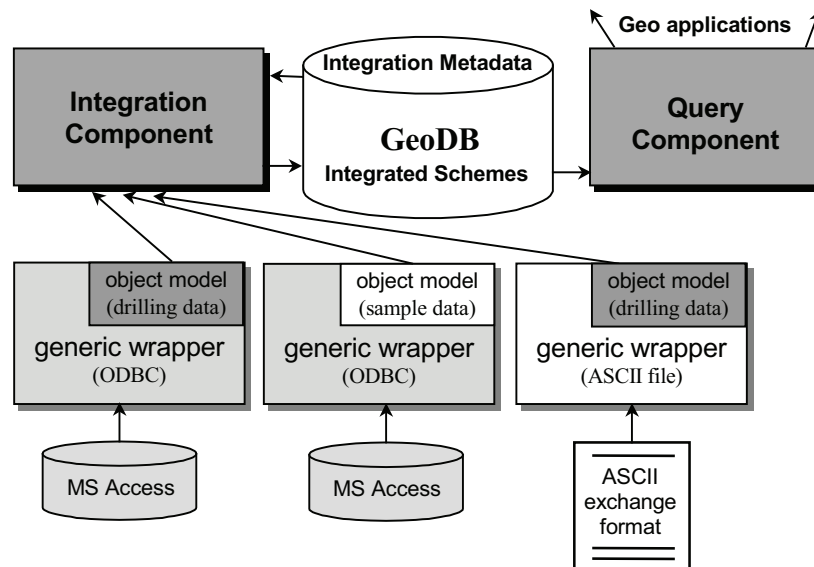 Geo applications
Integration
Component
Integration Metadata
GeoDB
Integrated Schemes
Query
Component
object model
(drilling data)
generic wrapper
(ODBC)
object model
(sample data)
generic wrapper
(ODBC)
object model
(drilling data)
generic wrapper
(ASCII file)
MS Access
MS Access
ASCII
exchange
format